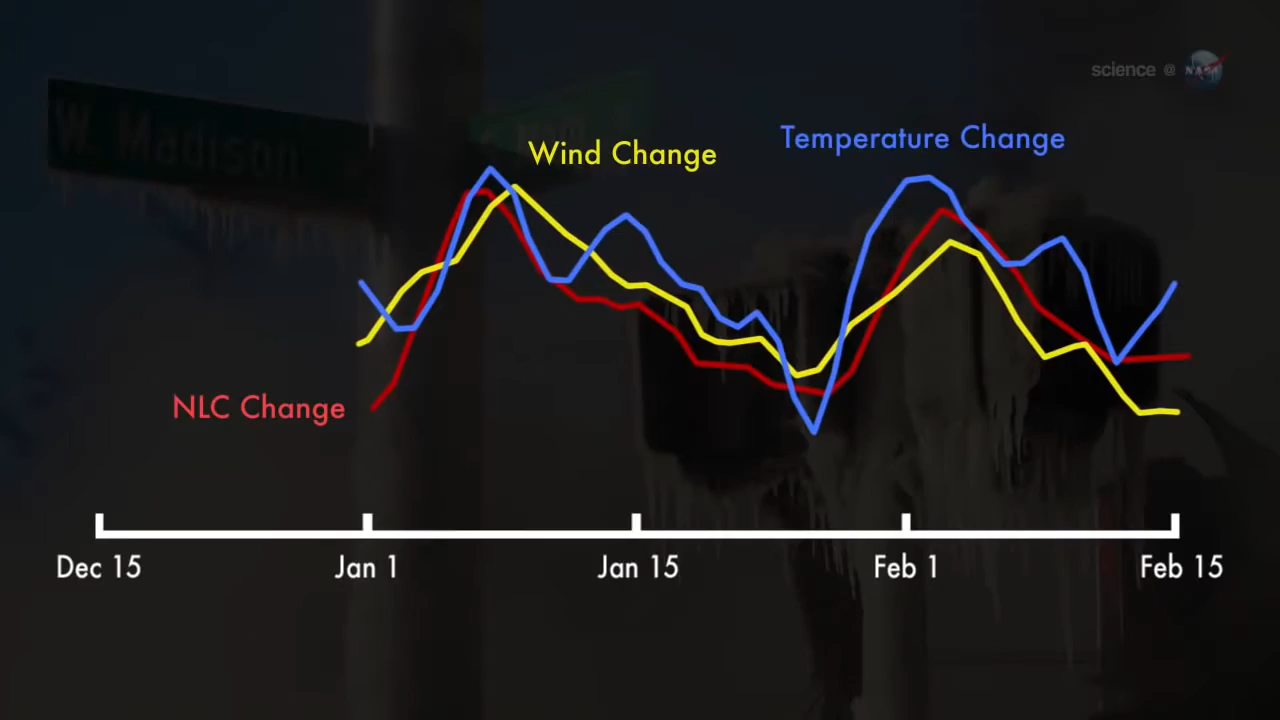 science @ NASA
W. Madison
Wind Change
Temperature Change
NLC Change
Dec 15
Jan 1
Jan 15
Feb 1
Feb 15